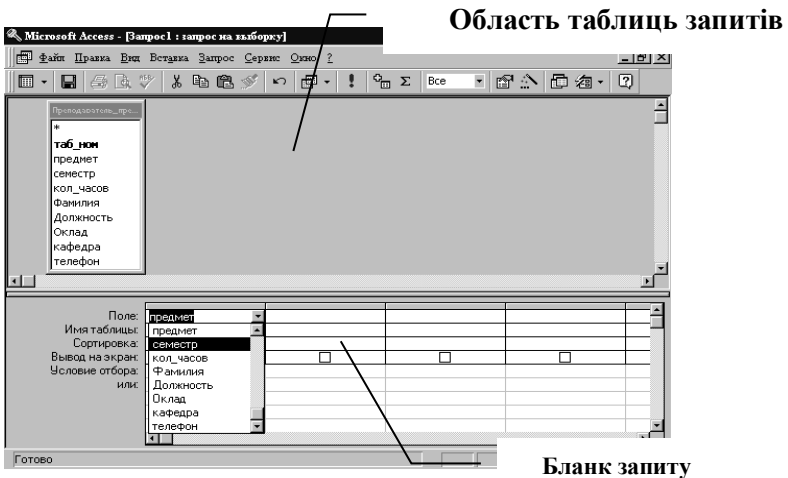 Область таблиць запитів
Microsoft Access - [Запрос1 : запрос на выборку]
Файл Правка Вид Вставка Запрос Сервис Окно ?
Все
Преподаватель_пре...
*
таб_ном
предмет
семестр
кол_часов
Фамилия
Должность
Оклад
кафедра
телефон
Поле: предмет
Имя таблицы: предмет
Сортировка: семестр
Вывод на экран: кол_часов
Условие отбора: Фамилия
или: Должность
Оклад
кафедра
телефон
Готово
Бланк запиту